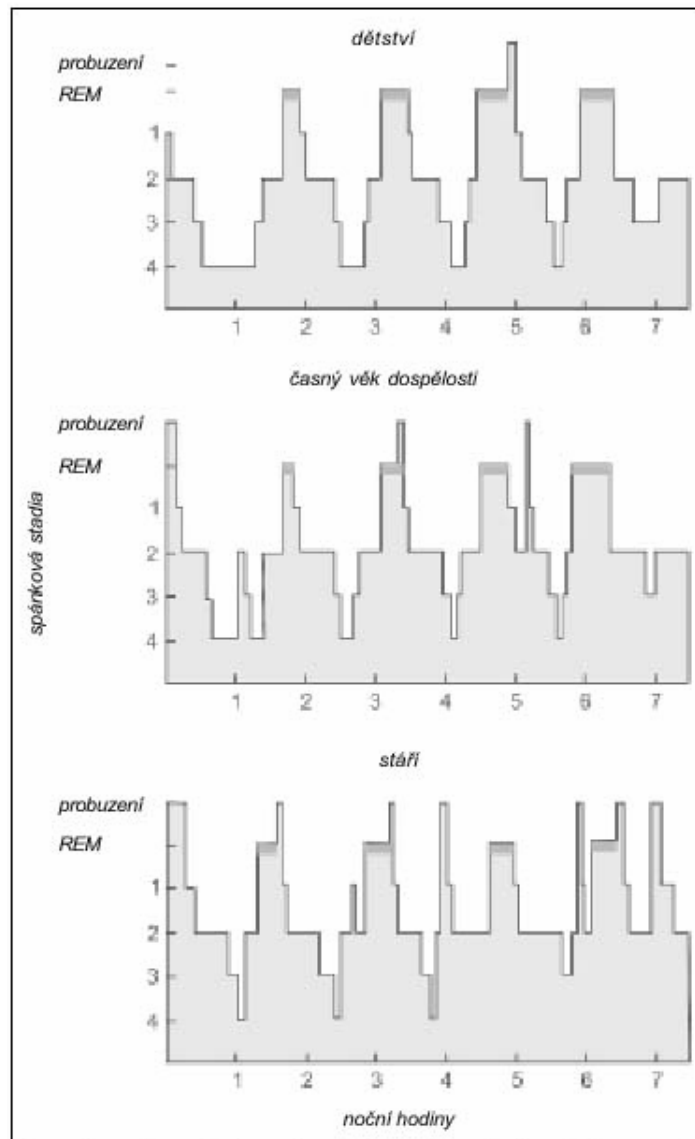 dětství
probuzení
REM
1
2
3
4
1 2 3 4 5 6 7
časný věk dospělosti
probuzení
REM
1
2
3
4
1 2 3 4 5 6 7
spánková stadia
stáří
probuzení
REM
1
2
3
4
1 2 3 4 5 6 7
noční hodiny